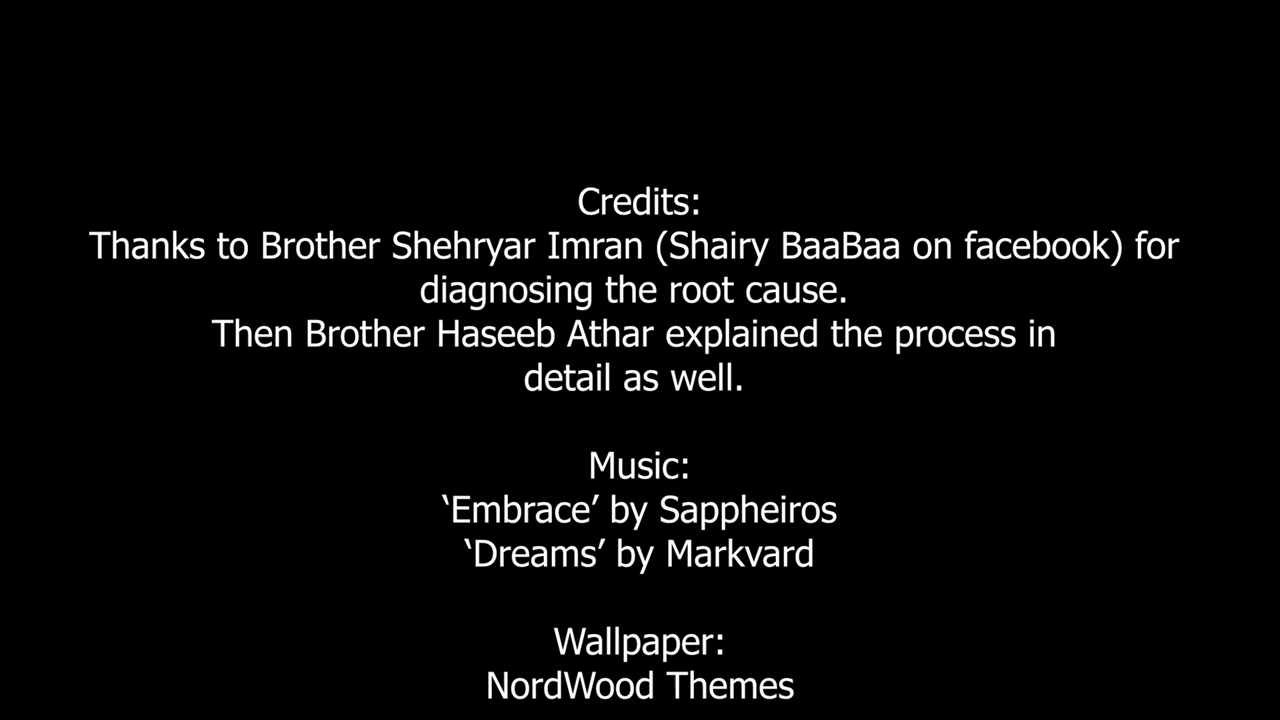 Credits:
Thanks to Brother Shehryar Imran (Shairy BaaBaa on facebook) for
diagnosing the root cause.
Then Brother Haseeb Athar explained the process in
detail as well.
Music:
‘Embrace’ by Sappheiros
‘Dreams’ by Markvard
Wallpaper:
NordWood Themes